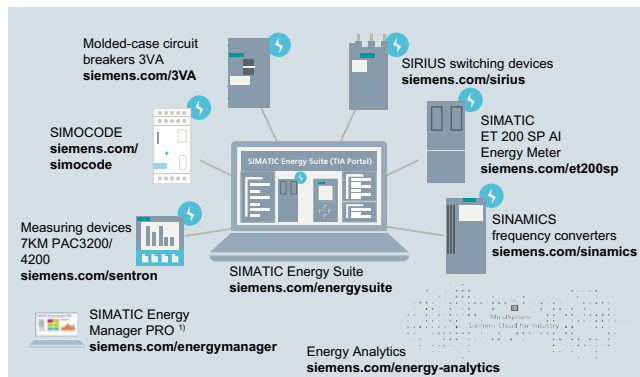 Molded-case circuit
breakers 3VA
siemens.com/3VA
SIRIUS switching devices
siemens.com/sirius
SIMOCODE
siemens.com/
simocode
SIMATIC
ET 200 SP AI
Energy Meter
siemens.com/et200sp
SIMATIC Energy Suite (TIA Portal)
Measuring devices
7KM PAC3200/
4200
siemens.com/sentron
SINAMICS
frequency converters
siemens.com/sinamics
SIMATIC Energy Suite
siemens.com/energysuite
SIMATIC Energy
Manager PRO 1)
siemens.com/energymanager
MindSphere
Siemens Cloud for Industry
Energy Analytics
siemens.com/energy-analytics